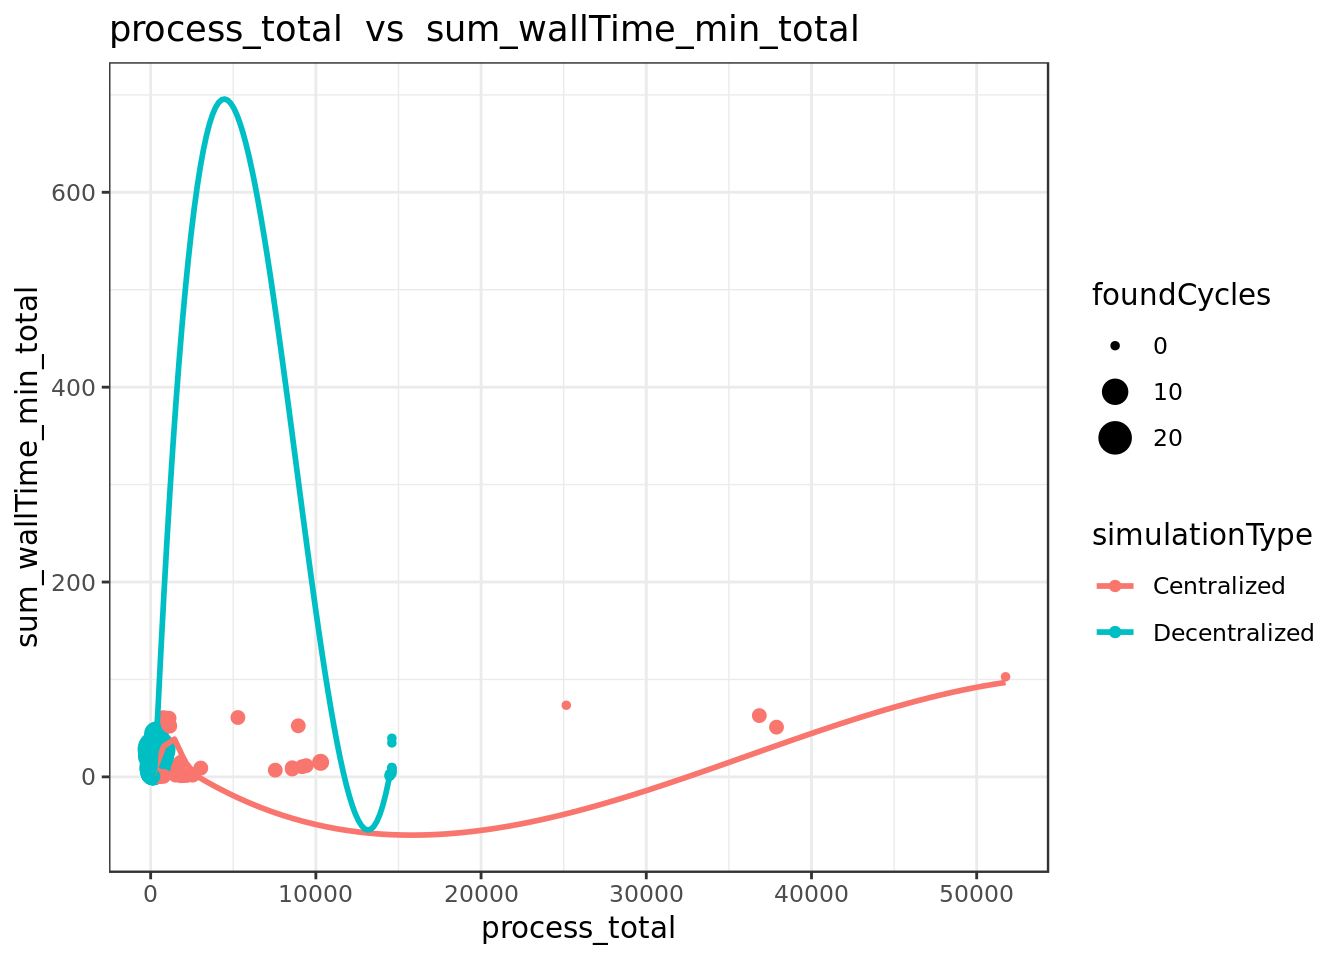 process_total  vs  sum_wallTime_min_total
sum_wallTime_min_total
600
400
200
0
0
10000
20000
30000
40000
50000
process_total
foundCycles
0
10
20
simulationType
Centralized
Decentralized